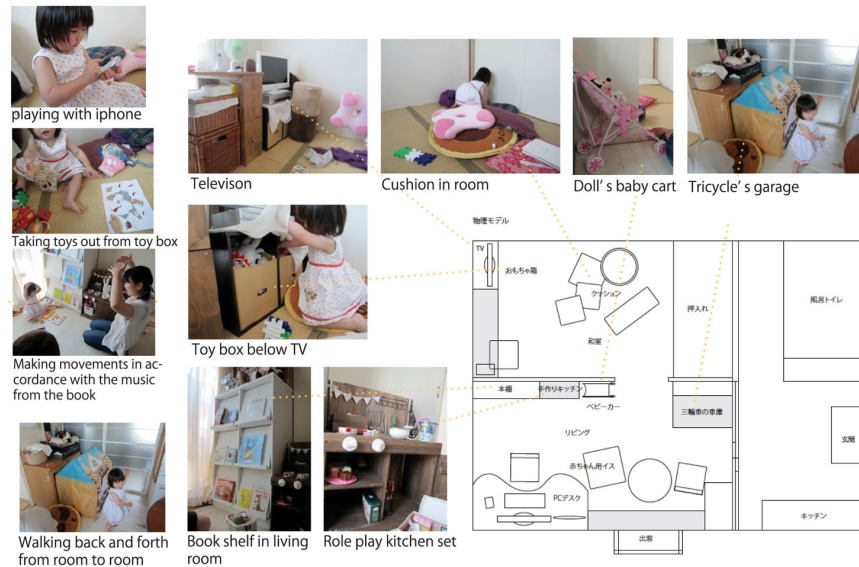 playing with iphone
Taking toys out from toy box
Making movements in ac-
cordance with the music
from the book
Walking back and forth
from room to room
Televison
Cushion in room
Doll' s baby cart
Tricycle' s garage
Toy box below TV
Book shelf in living
room
Role play kitchen set
物理モデル
TV
おもちゃ箱
クッション
和室
押入れ
風呂トイレ
本棚
手作りキッチン
ベビーカー
三輪車の車庫
玄関
リビング
赤ちゃん用イス
PCデスク
キッチン
出窓